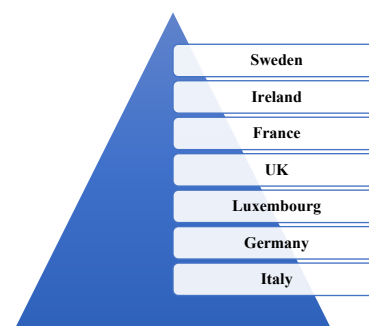 Sweden
Ireland
France
UK
Luxembourg
Germany
Italy